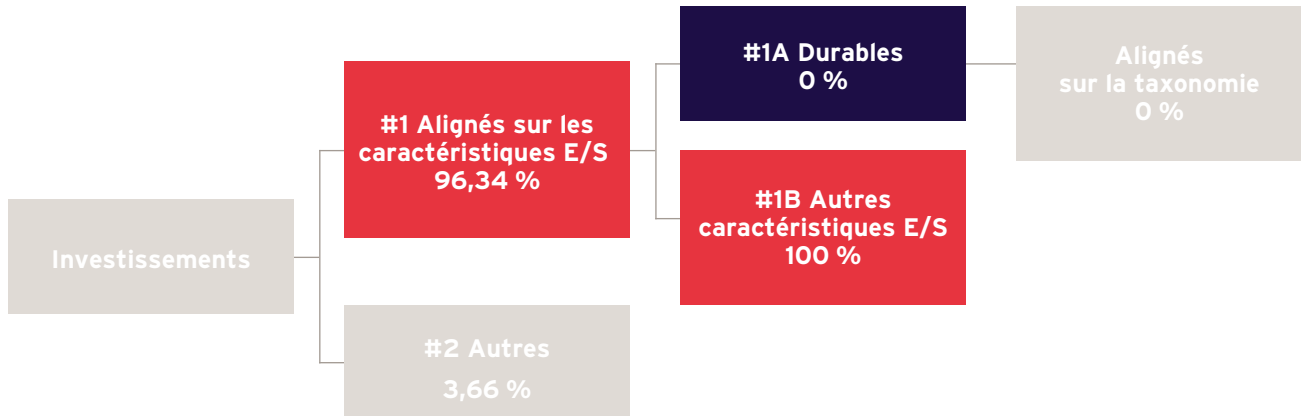 Investissements
#1 Alignés sur les
caractéristiques E/S
96,34 %
#2 Autres
3,66 %
#1A Durables
0 %
#1B Autres
caractéristiques E/S
100 %
Alignés
sur la taxonomie
0 %